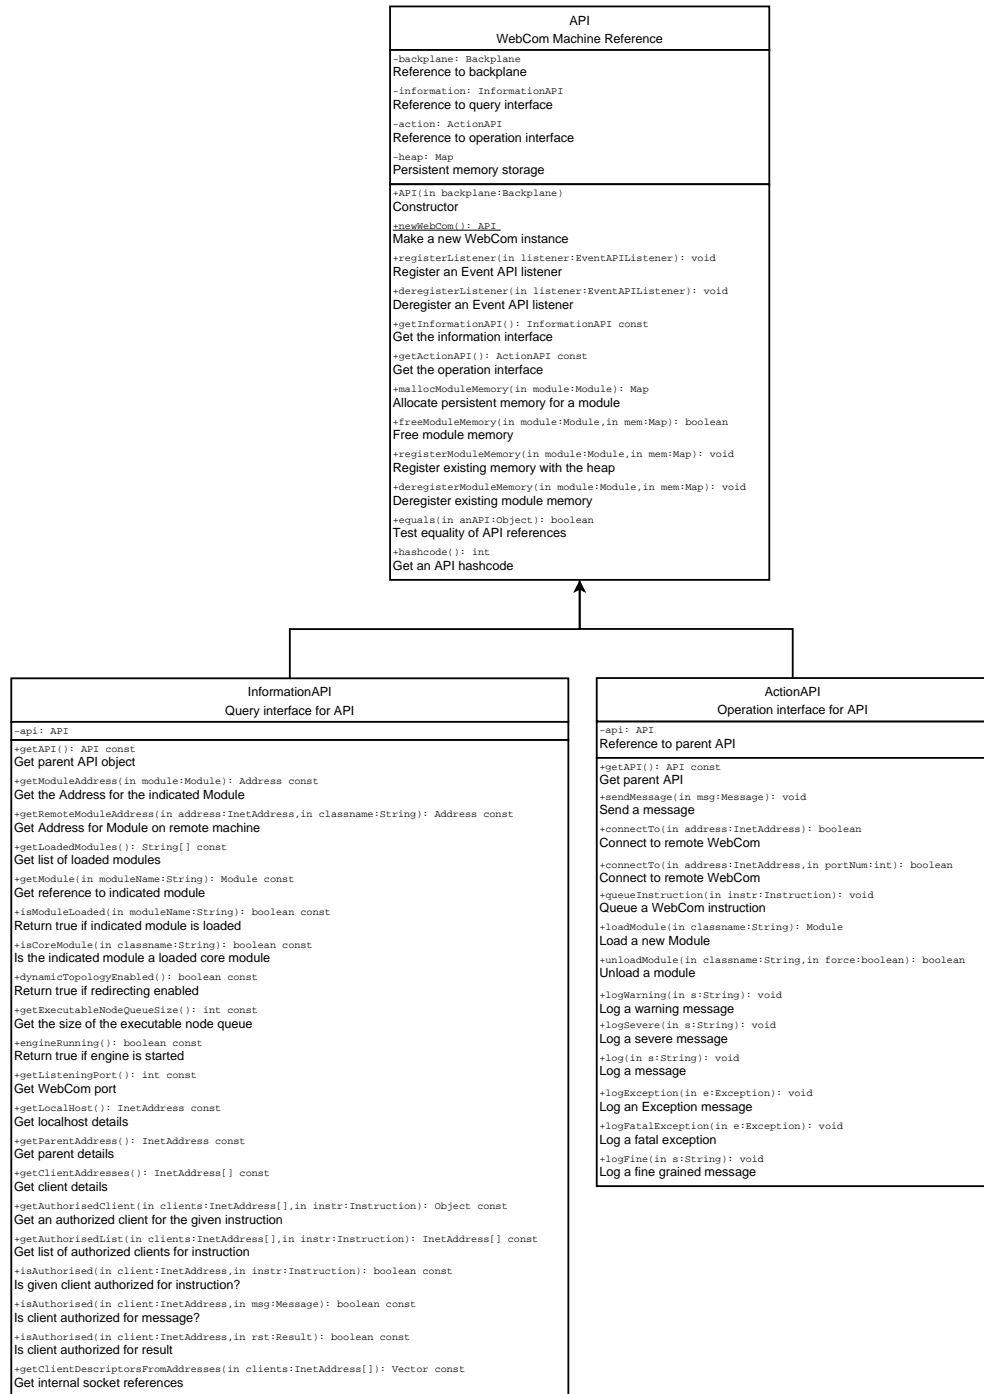 API
WebCom Machine Reference
-backplane: Backplane
Reference to backplane
-information: InformationAPI
Reference to query interface
-action: ActionAPI
Reference to operation interface
-heap: Map
Persistent memory storage
+API(in backplane:Backplane)
Constructor
+newWebCom(): API
Make a new WebCom instance
+registerListener(in listener:EventAPIListener): void
Register an Event API listener
+deregisterListener(in listener:EventAPIListener): void
Deregister an Event API listener
+getInformationAPI(): InformationAPI const
Get the information interface
+getActionAPI(): ActionAPI const
Get the operation interface
+mallocModuleMemory(in module:Module): Map
Allocate persistent memory for a module
+freeModuleMemory(in module:Module,in mem:Map): boolean
Free module memory
+registerModuleMemory(in module:Module,in mem:Map): void
Register existing memory with the heap
+deregisterModuleMemory(in module:Module,in mem:Map): void
Deregister existing module memory
+equals(in anAPI:Object): boolean
Test equality of API references
+hashcode(): int
Get an API hashcode
InformationAPI
Query interface for API
-api: API
+getAPI(): API const
Get parent API object
+getModuleAddress(in module:Module): Address const
Get the Address for the indicated Module
+getRemoteModuleAddress(in address:InetAddress,in classname:String): Address const
Get Address for Module on remote machine
+getLoadedModules(): String[] const
Get list of loaded modules
+getModule(in moduleName:String): Module const
Get reference to indicated module
+isModuleLoaded(in moduleName:String): boolean const
Return true if indicated module is loaded
+isCoreModule(in classname:String): boolean const
Is the indicated module a loaded core module
+dynamicTopologyEnabled(): boolean const
Return true if redirecting enabled
+getExecutableNodeQueueSize(): int const
Get the size of the executable node queue
+engineRunning(): boolean const
Return true if engine is started
+getListeningPort(): int const
Get WebCom port
+getLocalHost(): InetAddress const
Get localhost details
+getParentAddress(): InetAddress const
Get parent details
+getClientAddresses(): InetAddress[] const
Get client details
+getAuthorisedClient(in clients:InetAddress[],in instr:Instruction): Object const
Get an authorized client for the given instruction
+getAuthorisedList(in clients:InetAddress[],in instr:Instruction): InetAddress[] const
Get list of authorized clients for instruction
+isAuthorised(in client:InetAddress,in instr:Instruction): boolean const
Is given client authorized for instruction?
+isAuthorised(in client:InetAddress,in msg:Message): boolean const
Is client authorized for message?
+isAuthorised(in client:InetAddress,in rst:Result): boolean const
Is client authorized for result
+getClientDescriptorsFromAddresses(in clients:InetAddress[]): Vector const
Get internal socket references
ActionAPI
Operation interface for API
-api: API
Reference to parent API
+getAPI(): API const
Get parent API
+sendMessage(in msg:Message): void
Send a message
+connectTo(in address:InetAddress): boolean
Connect to remote WebCom
+connectTo(in address:InetAddress,in portNum:int): boolean
Connect to remote WebCom
+queueInstruction(in instr:Instruction): void
Queue a WebCom instruction
+loadModule(in classname:String): Module
Load a new Module
+unloadModule(in classname:String,in force:boolean): boolean
Unload a module
+logWarning(in s:String): void
Log a warning message
+logSevere(in s:String): void
Log a severe message
+log(in s:String): void
Log a message
+logException(in e:Exception): void
Log an Exception message
+logFatalException(in e:Exception): void
Log a fatal exception
+logFine(in s:String): void
Log a fine grained message